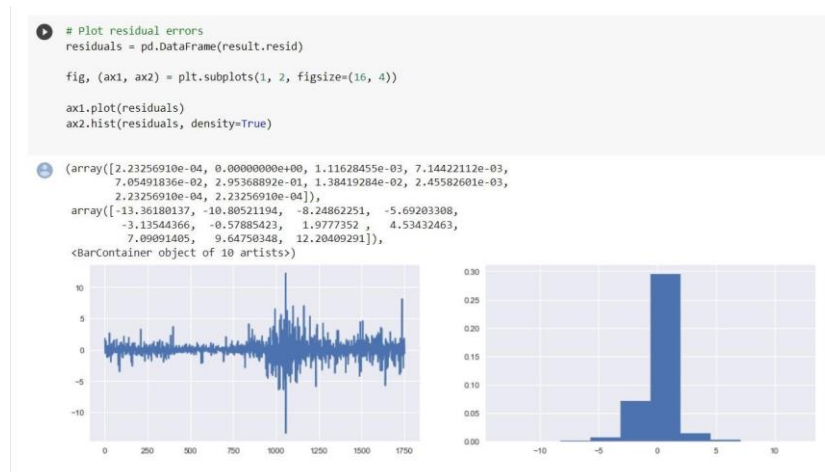 # Plot residual errors
residuals = pd.DataFrame(result.resid)
fig, (ax1, ax2) = plt.subplots(1, 2, figsize=(16, 4))
ax1.plot(residuals)
ax2.hist(residuals, density=True)
(array([2.23256910e-04, 0.00000000e+00, 1.11628455e-03, 7.14422112e-03,
7.05491836e-02, 2.95368892e-01, 1.38419284e-02, 2.45582601e-03,
2.23256910e-04, 2.23256910e-04]),
array([-13.36180137, -10.80521194, -8.24862251, -5.69203308,
-3.13544366, -0.57885423, 1.9777352 , 4.53432463,
7.09091405, 9.64750348, 12.20409291]),
<BarContainer object of 10 artists>)
10
5
0
−5
−10
0 250 500 750 1000 1250 1500 1750
0.30
0.25
0.20
0.15
0.10
0.05
0.00
−10 −5 0 5 10